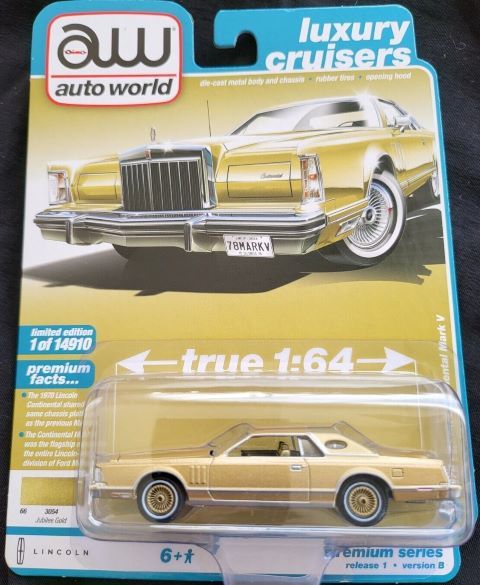 aw
auto world
luxury
cruisers
die-cast metal body and chassis • rubber tires • opening hood
Continental
78MARKV
limited edition
1 of 14910
premium
facts...
true 1:64
Mark V
• The 1978 Lincoln
Continental shared
same chassis
as the previous
• The Continental
was the flagship
the entire Lincoln
division of Ford
66 3054
Jubilee Gold
LINCOLN
6+
premium series
release 1 • version B